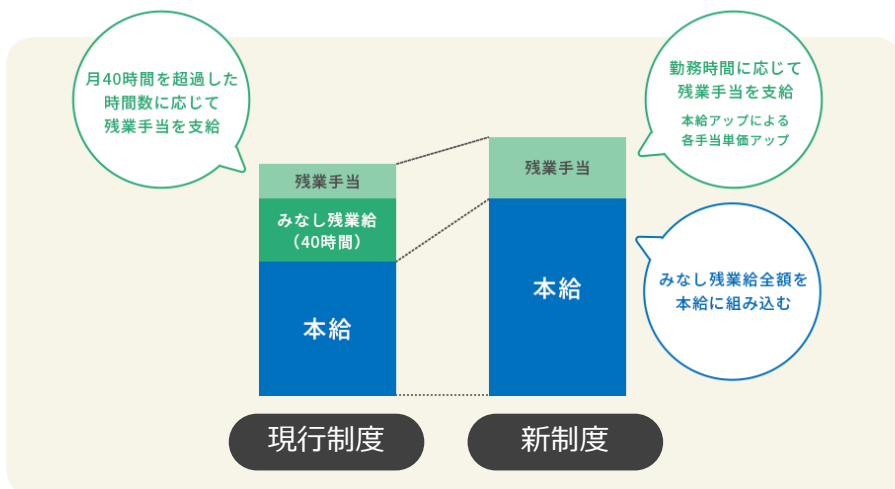 月40時間を超過した
時間数に応じて
残業手当を支給
勤務時間に応じて
残業手当を支給
本給アップによる
各手当単価アップ
残業手当
みなし残業給
（40時間）
本給
残業手当
本給
みなし残業給全額を
本給に組み込む
現行制度
新制度